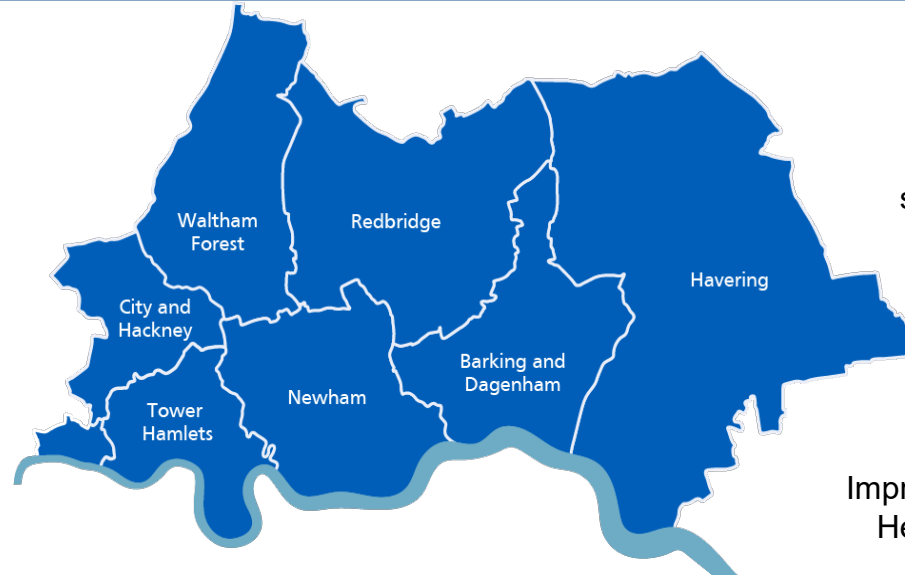 Waltham
Forest
Redbridge
Havering
City and
Hackney
Barking and
Dagenham
Newham
Tower
Hamlets
s
Impr
He